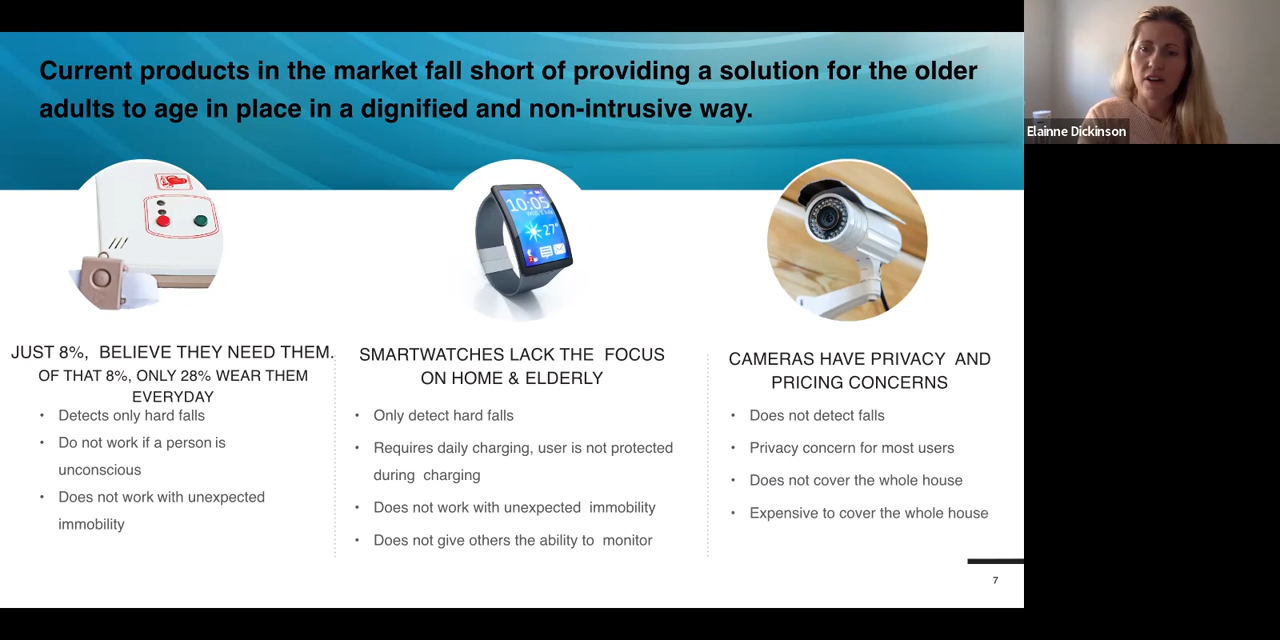 Current products in the market fall short of providing a solution for the older
adults to age in place in a dignified and non-intrusive way.
Elainne Dickinson
10:05
27°
JUST 8%, BELIEVE THEY NEED THEM.
OF THAT 8%, ONLY 28% WEAR THEM
EVERYDAY
• Detects only hard falls
• Do not work if a person is
unconscious
• Does not work with unexpected
immobility
SMARTWATCHES LACK THE FOCUS
ON HOME & ELDERLY
• Only detect hard falls
• Requires daily charging, user is not protected
during charging
• Does not work with unexpected immobility
• Does not give others the ability to monitor
CAMERAS HAVE PRIVACY AND
PRICING CONCERNS
• Does not detect falls
• Privacy concern for most users
• Does not cover the whole house
• Expensive to cover the whole house
7